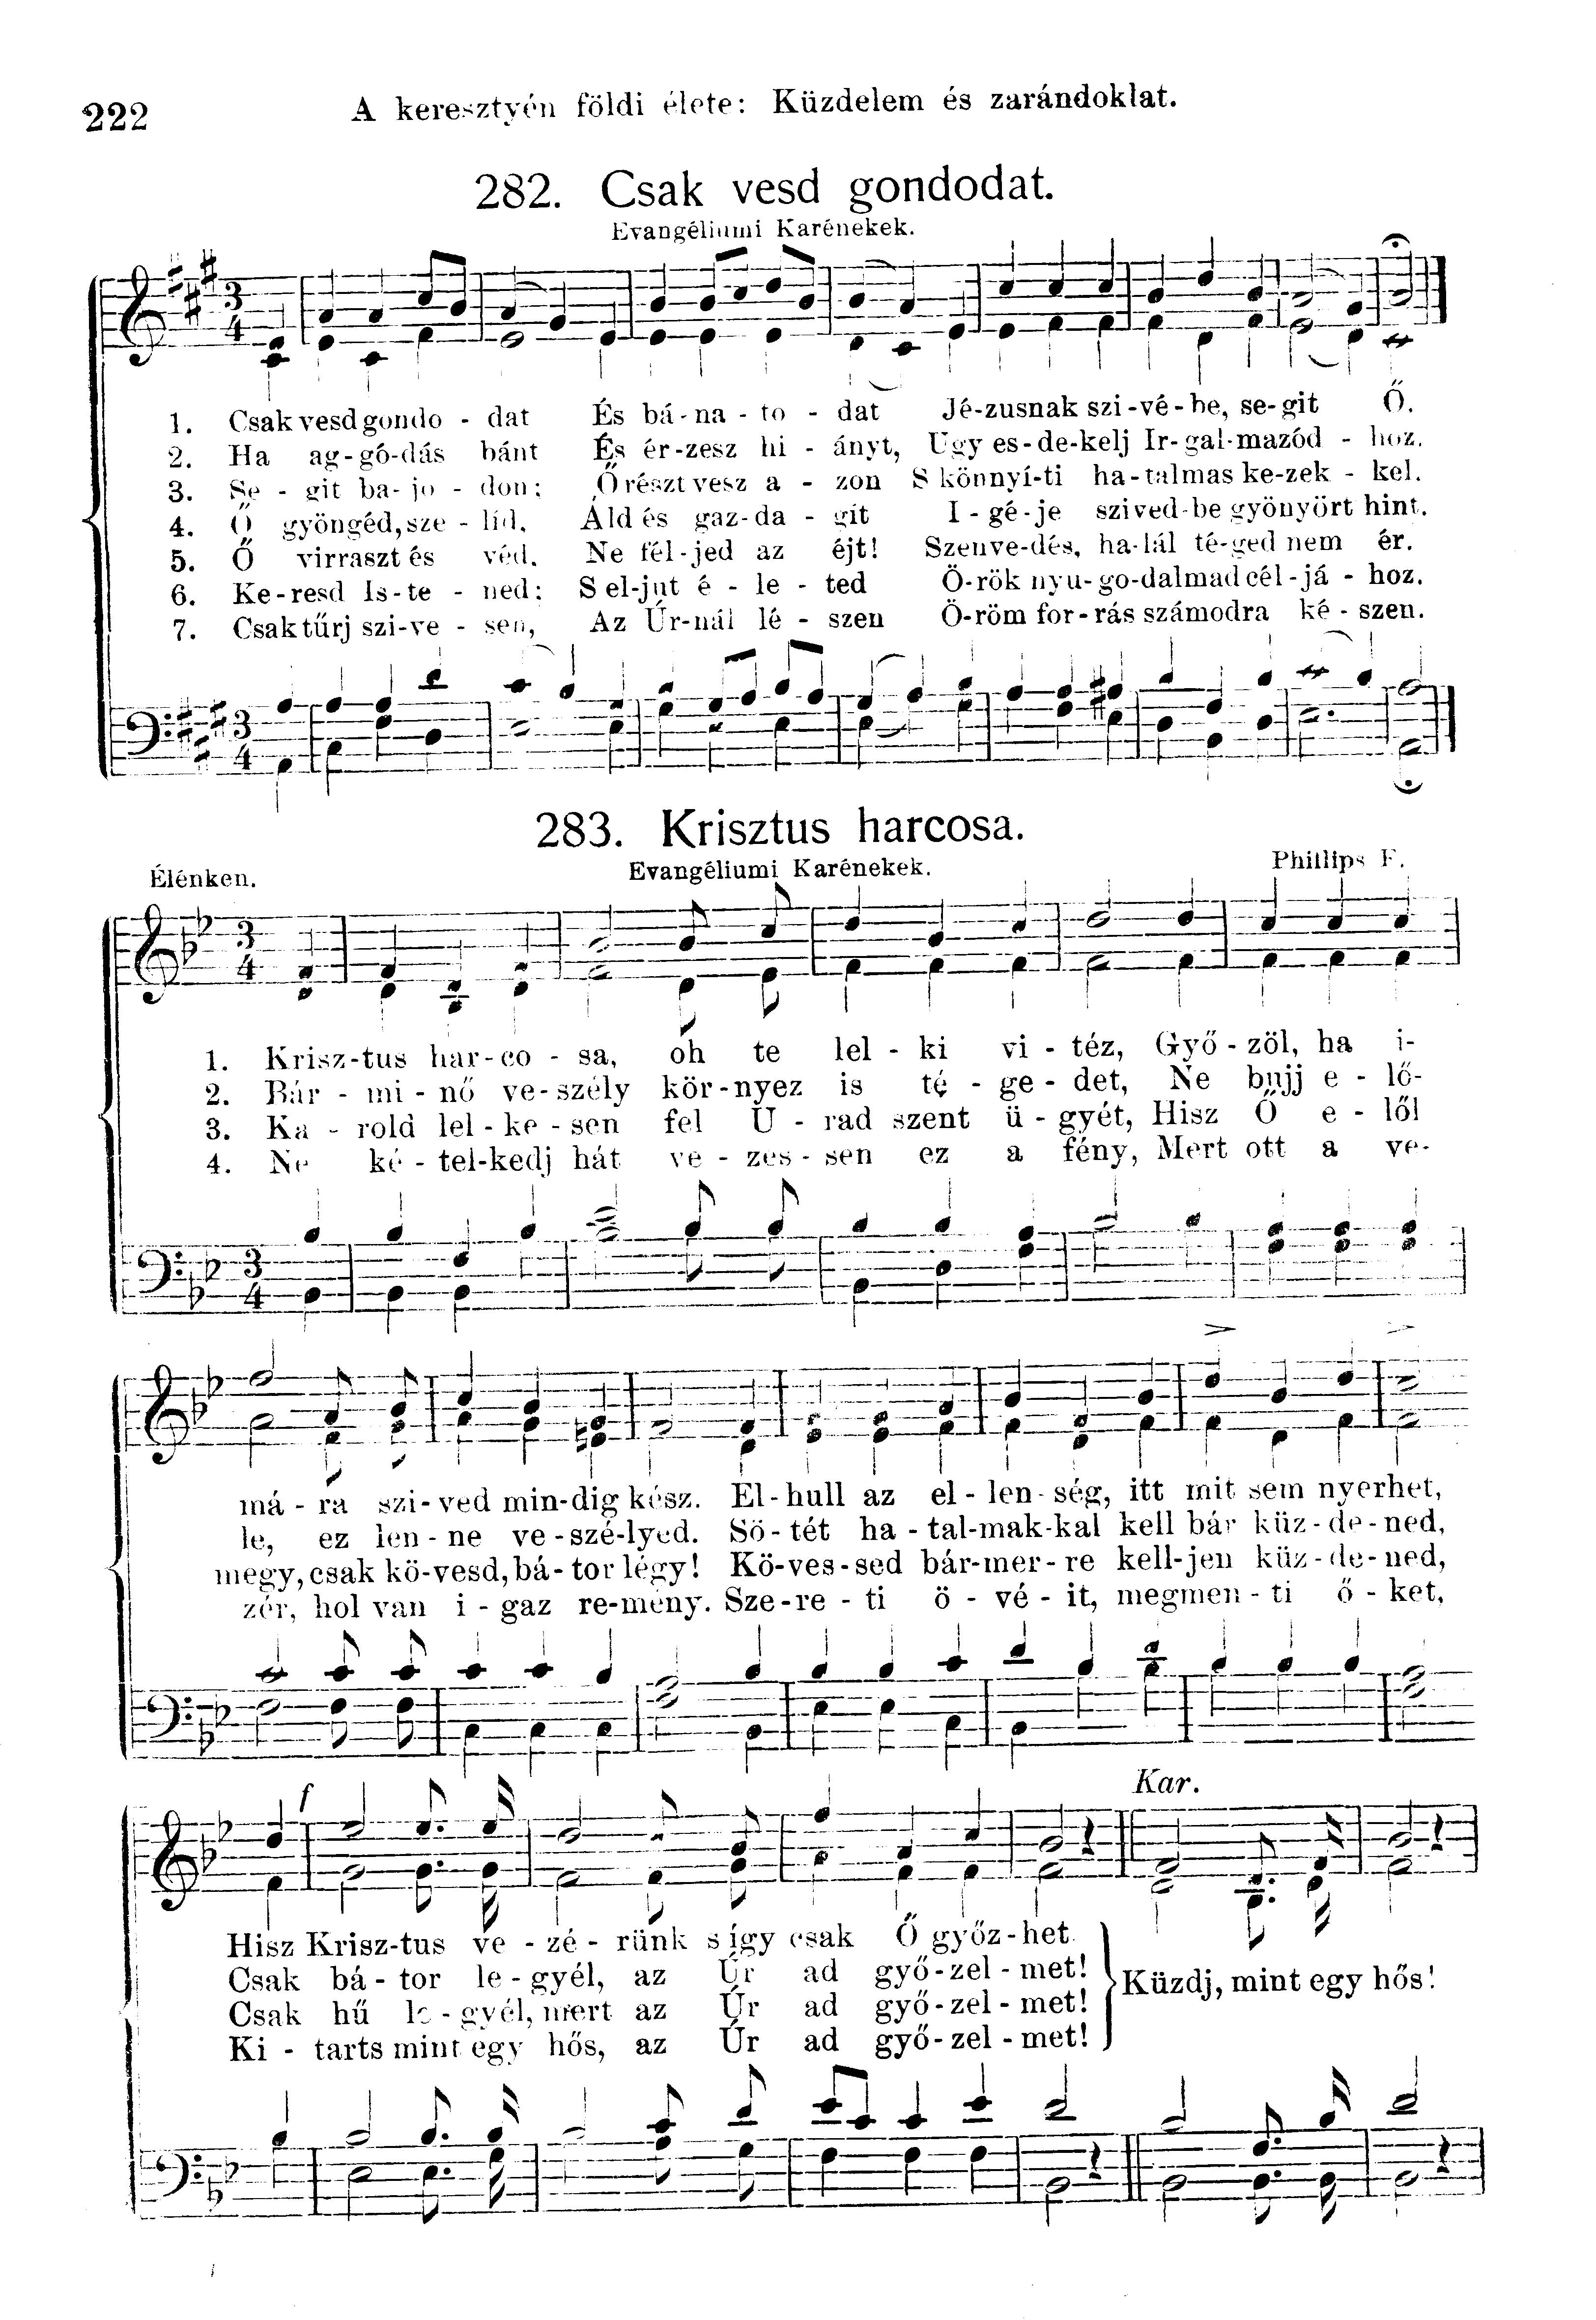 222
A keresztyén földi élete: Küzdelem és zarándoklat.
282. Csak vesd gondodat.
Evangéliumi Karénekek.
3 4
1. Csak vesd gondo - dat És bá - na - to - dat Jé-zusnak szi-vé-be, se-git Ő.
2. Ha ag-gó-dás bánt És ér-zesz hi - ányt, Ugy es-de-kelj Ir-gal-mazód - hoz.
3. Se - git ba-jo - don; Ő részt vesz a - zon S könnyí-ti ha-talmas ke-zek - kel.
4. Ő gyöngéd, sze - líd, Áld és gaz-da - git I-gé-je szived-be gyönyört hint.
5. Ő virraszt és véd. Ne fél-jed az éjt! Szenve-dés, ha-lál té-ged nem ér.
6. Ke-resd Is-te - ned; S el-jut é - le - ted Ö-rök nyu-go-dalmad cél-já - hoz.
7. Csak tűrj szi-ve - sen, Az Úr-nál lé - szen Ö-röm for-rás számodra ké - szen.
3 4
283. Krisztus harcosa.
Evangéliumi Karénekek.
Phillips F.
Élénken.
3 4
1. Krisz-tus har-co - sa, óh te lel - ki vi - téz, Győ - zöl, ha i-
2. Bár - mi - nő ve-szély kör-nyez is té - ge - det, Ne bujj e - lő-
3. Ka - rold lel - ke - sen fel U - rad szent ü - gyét, Hisz Ő e - lől
4. Ne ké - tel-kedj hát ve - zes - sen ez a fény, Mert ott a ve-
3 4
má - ra szi - ved min-dig kész. El-hull az el - len - ség, itt mit sem nyerhet,
le, ez len - ne ve - szé-lyed. Sö - tét ha - tal-mak-kal kell bár küz - de - ned,
megy, csak kö-vesd, bá - tor légy! Kö-ves - sed bár-mer - re kell-jen küz - de - ned,
zér, hol van i - gaz re-mény. Sze-re - ti ö - vé - it, megmen - ti ő - ket,
f
Kar.
Hisz Krisz-tus ve - zé - rünk s így csak Ő győz-het.
Csak bá - tor le - gyél, az Úr ad győ-zel - met!
Csak hű le - gyél, mert az Úr ad győ-zel - met!
Ki - tarts mint egy hős, az Úr ad győ-zel - met!
Küzdj, mint egy hős!